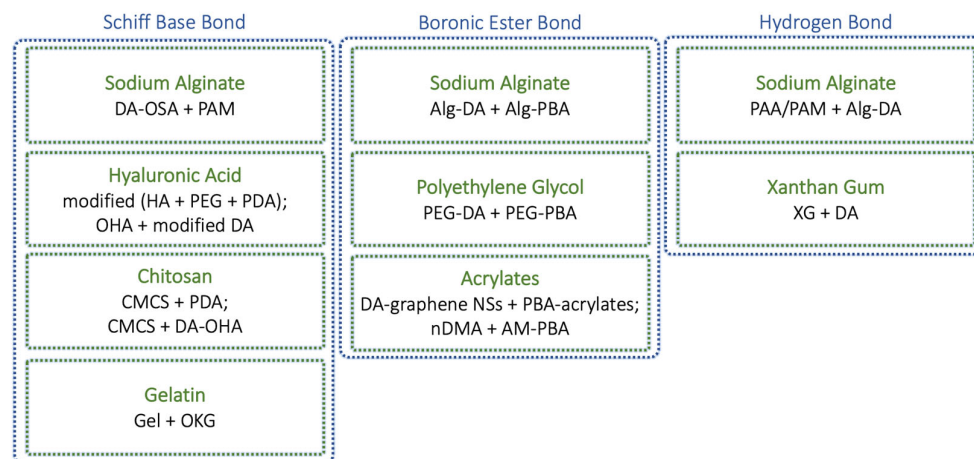 Schiff Base Bond
Sodium Alginate
DA-OSA + PAM
Hyaluronic Acid
modified (HA + PEG + PDA);
OHA + modified DA
Chitosan
CMCS + PDA;
CMCS + DA-OHA
Gelatin
Gel + OKG
Boronic Ester Bond
Sodium Alginate
Alg-DA + Alg-PBA
Polyethylene Glycol
PEG-DA + PEG-PBA
Acrylates
DA-graphene NSs + PBA-acrylates;
nDMA + AM-PBA
Hydrogen Bond
Sodium Alginate
PAA/PAM + Alg-DA
Xanthan Gum
XG + DA